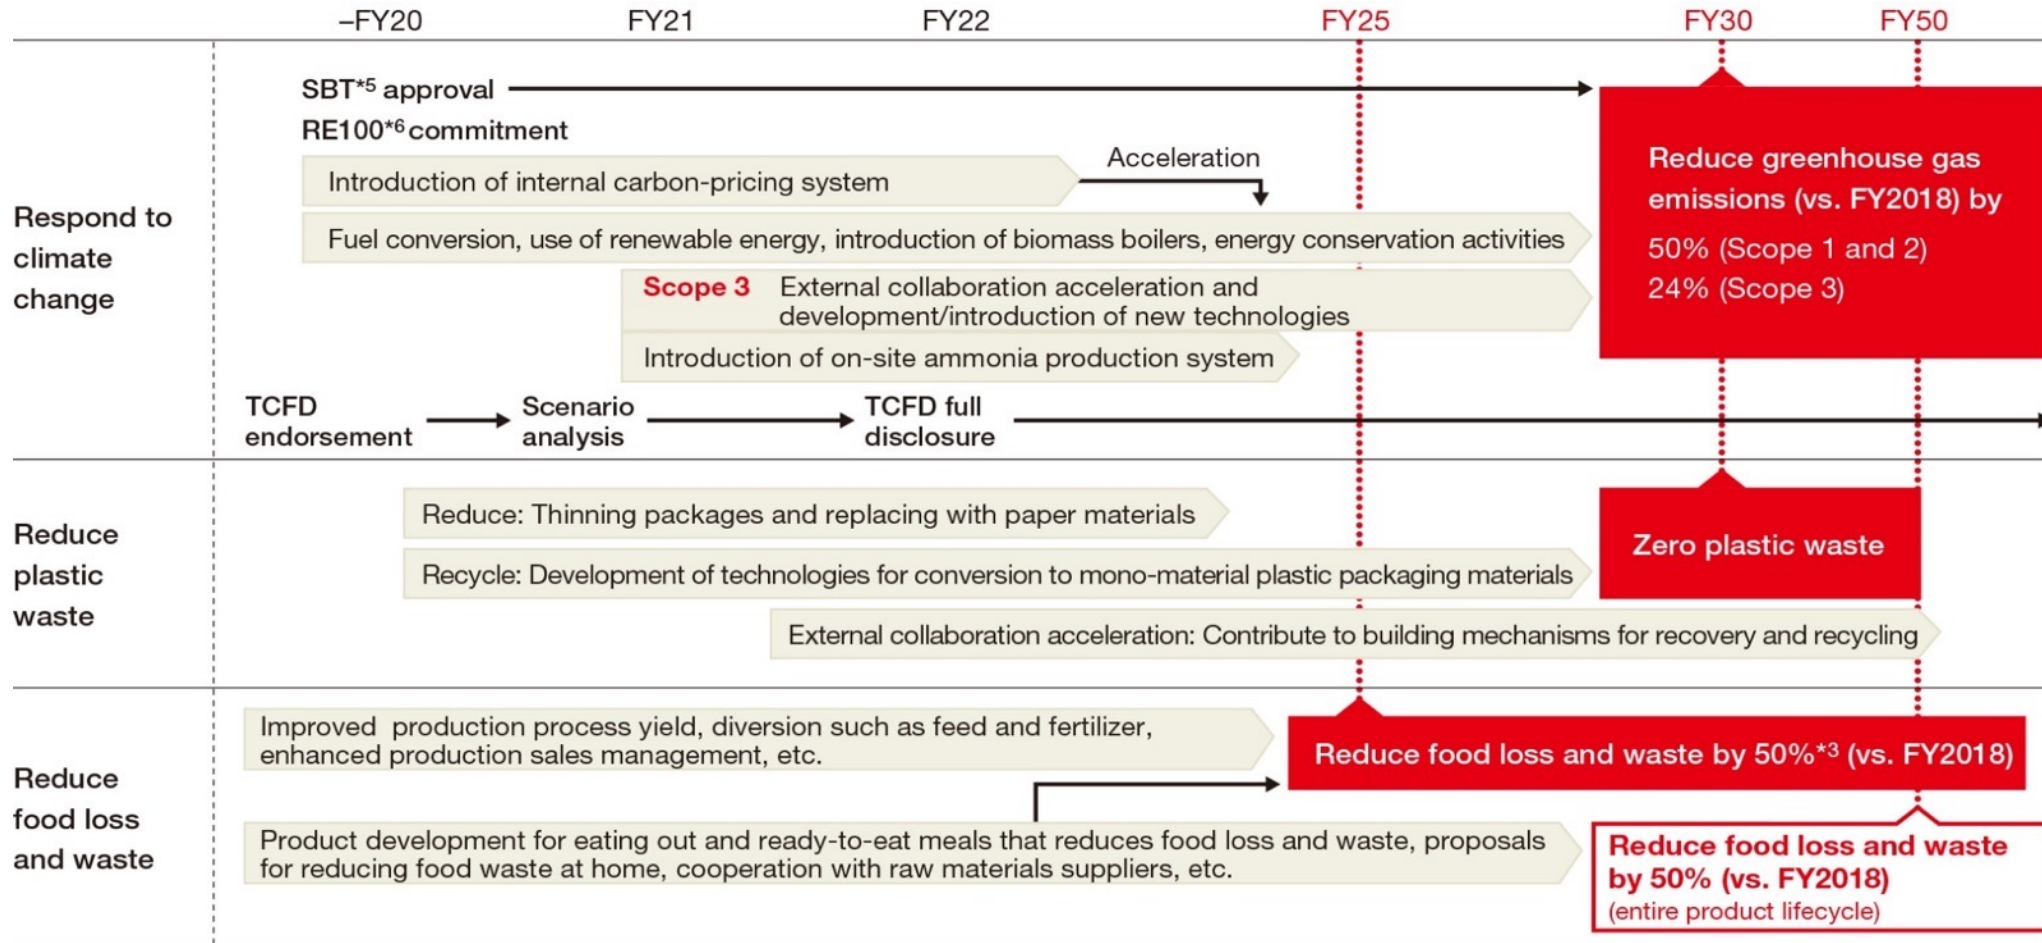 –FY20 FY21 FY22 FY25 FY30 FY50
Respond to
climate
change
SBT*5 approval
RE100*6 commitment
Introduction of internal carbon-pricing system
Acceleration
Fuel conversion, use of renewable energy, introduction of biomass boilers, energy conservation activities
Scope 3 External collaboration acceleration and
development/introduction of new technologies
Introduction of on-site ammonia production system
TCFD
endorsement
Scenario
analysis
TCFD full
disclosure
Reduce greenhouse gas
emissions (vs. FY2018) by
50% (Scope 1 and 2)
24% (Scope 3)
Reduce
plastic
waste
Reduce: Thinning packages and replacing with paper materials
Recycle: Development of technologies for conversion to mono-material plastic packaging materials
External collaboration acceleration: Contribute to building mechanisms for recovery and recycling
Zero plastic waste
Reduce
food loss
and waste
Improved production process yield, diversion such as feed and fertilizer,
enhanced production sales management, etc.
Reduce food loss and waste by 50%*3 (vs. FY2018)
Product development for eating out and ready-to-eat meals that reduces food loss and waste, proposals
for reducing food waste at home, cooperation with raw materials suppliers, etc.
Reduce food loss and waste
by 50% (vs. FY2018)
(entire product lifecycle)